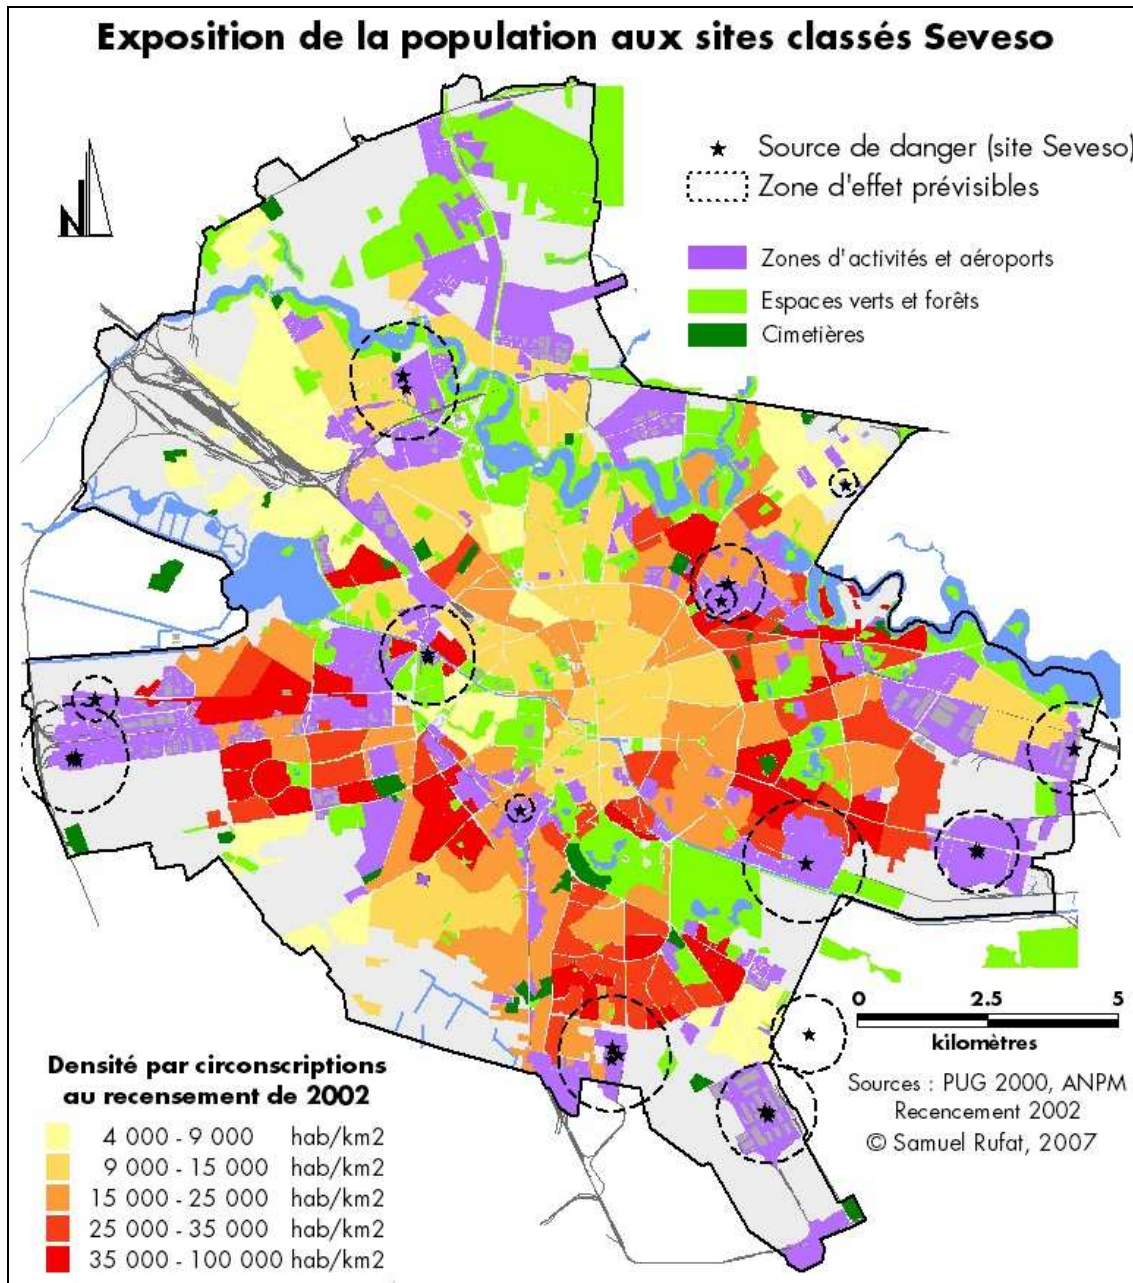 Exposition de la population aux sites classés Seveso
Source de danger (site Seveso)
Zone d'effet prévisibles
N
Zones d'activités et aéroports
Espaces verts et forêts
Cimetières
0 2.5 5
kilomètres
Densité par circonscriptions
au recensement de 2002
4 000 - 9 000 hab/km2
9 000 - 15 000 hab/km2
15 000 - 25 000 hab/km2
25 000 - 35 000 hab/km2
35 000 - 100 000 hab/km2
Sources : PUG 2000, ANPM
Recencement 2002
© Samuel Rufat, 2007